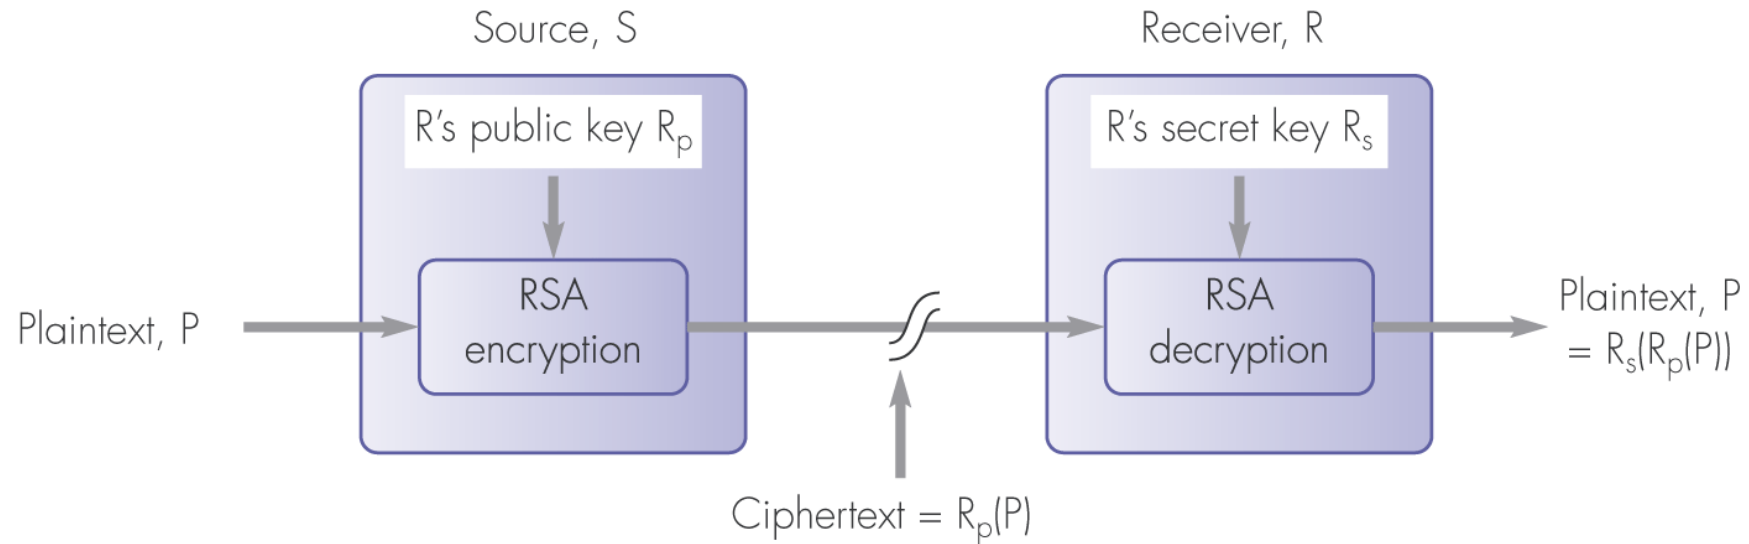 Source, S
Receiver, R
R’s public key Rₚ
R’s secret key Rₛ
Plaintext, P
RSA
encryption
RSA
decryption
Plaintext, P
= Rₛ(Rₚ(P))
Ciphertext = Rₚ(P)